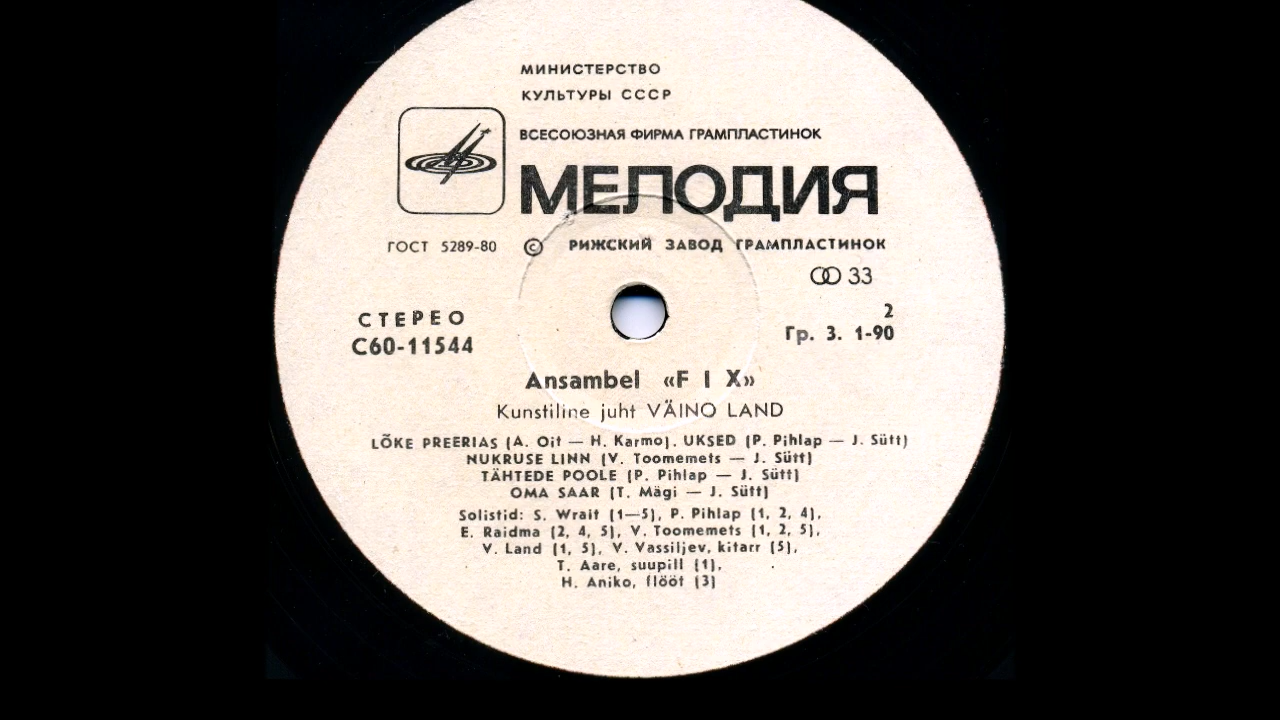 МИНИСТЕРСТВО
КУЛЬТУРЫ СССР
ВСЕСОЮЗНАЯ ФИРМА ГРАМПЛАСТИНОК
МЕЛОДИЯ
ГОСТ 5289-80 © РИЖСКИЙ ЗАВОД ГРАМПЛАСТИНОК
33
СТЕРЕО
С60-11544
2
Гр. 3. 1-90
Ansambel «F I X»
Kunstiline juht VÄINO LAND
LÕKE PREERIAS (A. Oit — H. Karmo). UKSED (P. Pihlap — J. Sütt)
NUKRUSE LINN (V. Toomemets — J. Sütt)
TÄHTEDE POOLE (P. Pihlap — J. Sütt)
OMA SAAR (T. Mägi — J. Sütt)
Solistid: S. Wrait (1—5), P. Pihlap (1, 2, 4),
E. Raidma (2, 4, 5), V. Toomemets (1, 2, 5),
V. Land (1, 5), V. Vassiljev, kitarr (5),
T. Aare, suupill (1),
H. Aniko, flööt (3)